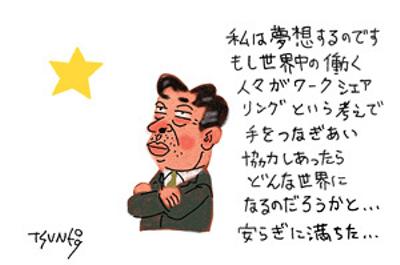 私は夢想するのです
もし世界中の働く
人々がワークシェア
リングという考えで
手をつなぎあい
協力しあったら
どんな世界に
なるのだろうかと...
安らぎに満ちた...